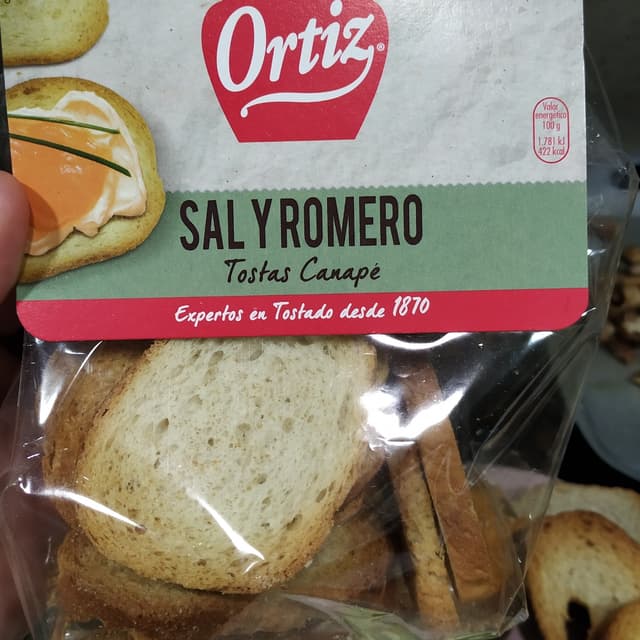 Ortiz®
Valor
energético
100 g
1.781 kJ
422 kcal
SAL Y ROMERO
Tostas Canapé
Expertos en Tostado desde 1870